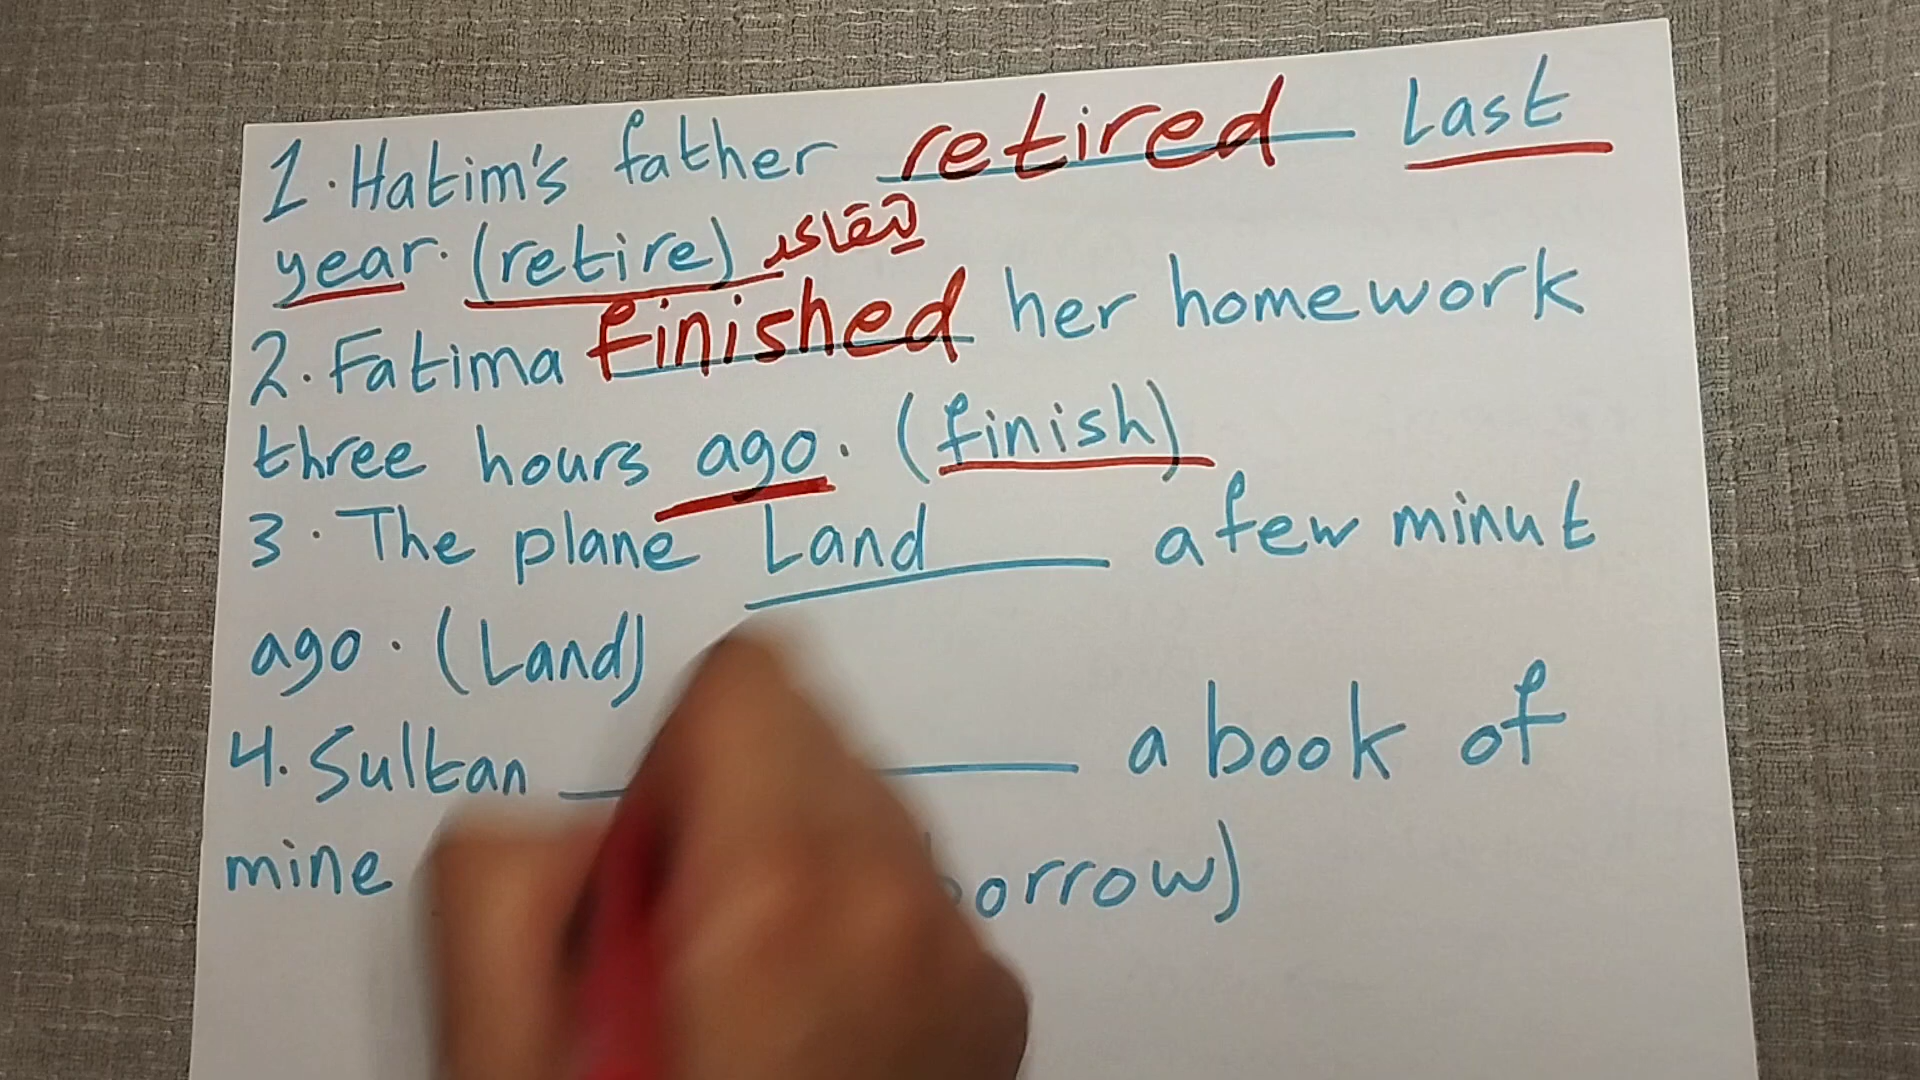 1. Hatim's father retired Last
year. (retire) تقاعد
2. Fatima finished her homework
three hours ago. (finish)
3. The plane Land a few minut
ago. (Land)
4. Sultan a book of
mine orrow)